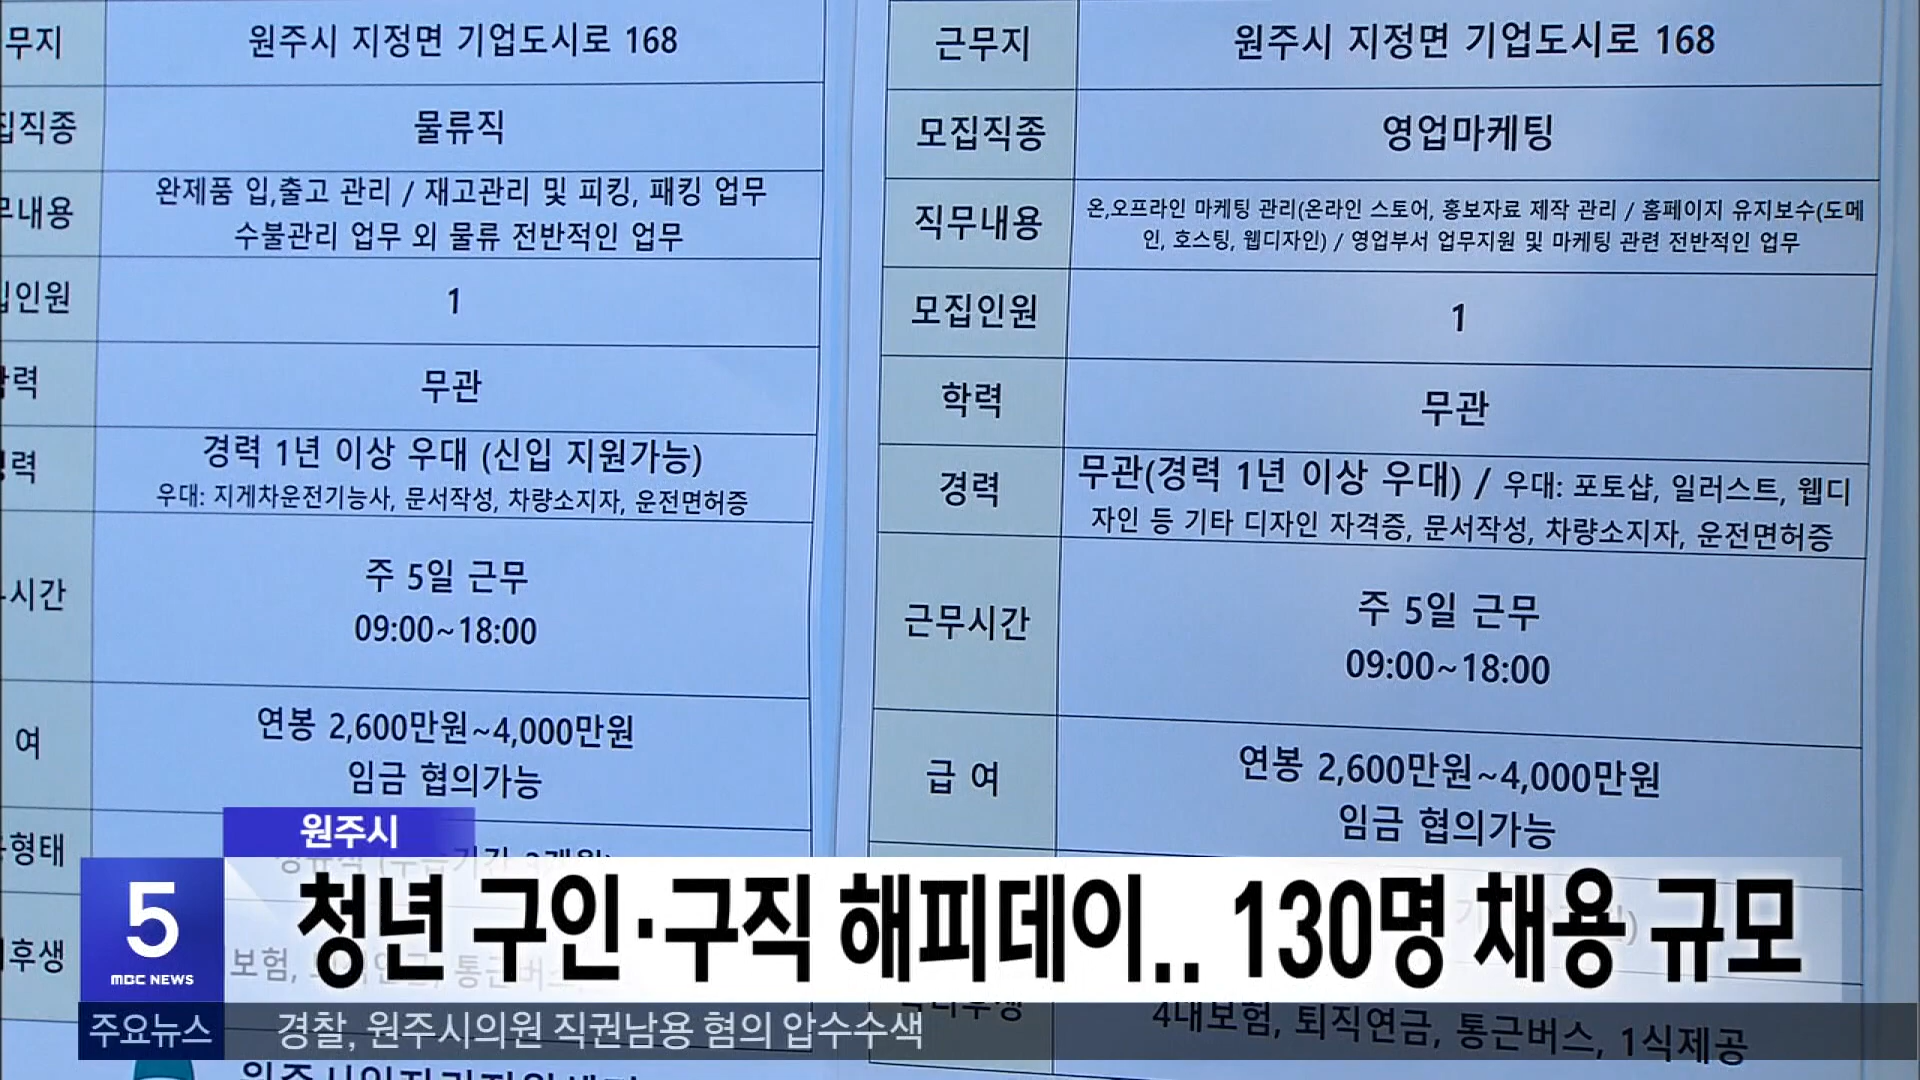 무지 원주시 지정면 기업도시로 168
집직종 물류직
무내용 완제품 입,출고 관리 / 재고관리 및 피킹, 패킹 업무
수불관리 업무 외 물류 전반적인 업무
집인원 1
학력 무관
경력 경력 1년 이상 우대 (신입 지원가능)
우대: 지게차운전기능사, 문서작성, 차량소지자, 운전면허증
시간 주 5일 근무
09:00~18:00
여 연봉 2,600만원~4,000만원
임금 협의가능
형태
후생
근무지 원주시 지정면 기업도시로 168
모집직종 영업마케팅
직무내용 온,오프라인 마케팅 관리(온라인 스토어, 홍보자료 제작 관리 / 홈페이지 유지보수(도메
인, 호스팅, 웹디자인) / 영업부서 업무지원 및 마케팅 관련 전반적인 업무
모집인원 1
학력 무관
경력 무관(경력 1년 이상 우대) / 우대: 포토샵, 일러스트, 웹디
자인 등 기타 디자인 자격증, 문서작성, 차량소지자, 운전면허증
근무시간 주 5일 근무
09:00~18:00
급 여 연봉 2,600만원~4,000만원
임금 협의가능
4대보험, 퇴직연금, 통근버스, 1식제공
원주시
5 청년 구인·구직 해피데이.. 130명 채용 규모
MBC NEWS
주요뉴스 경찰, 원주시의원 직권남용 혐의 압수수색